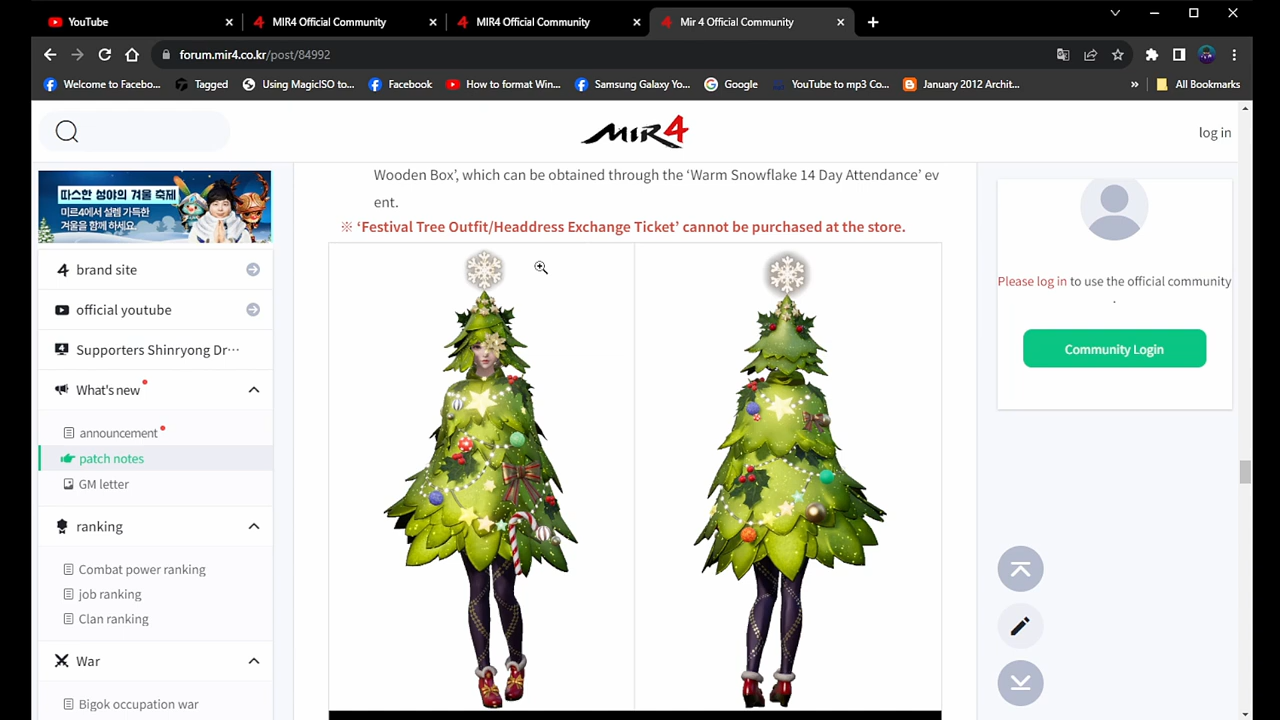 YouTube
MIR4 Official Community
MIR4 Official Community
Mir 4 Official Community
forum.mir4.co.kr/post/84992
Welcome to Facebo...
Tagged
Using MagicISO to...
Facebook
How to format Win...
Samsung Galaxy Yo...
Google
YouTube to mp3 Co...
January 2012 Archit...
All Bookmarks
MIR4
log in
따스한 성야의 겨울 축제
미르4에서 설렘 가득한
겨울을 함께 하세요.
brand site
official youtube
Supporters Shinryong Dr···
What's new
announcement
patch notes
GM letter
ranking
Combat power ranking
job ranking
Clan ranking
War
Bigok occupation war
Wooden Box’, which can be obtained through the ‘Warm Snowflake 14 Day Attendance’ ev
ent.
※ ‘Festival Tree Outfit/Headdress Exchange Ticket’ cannot be purchased at the store.
Please log in to use the official community
.
Community Login